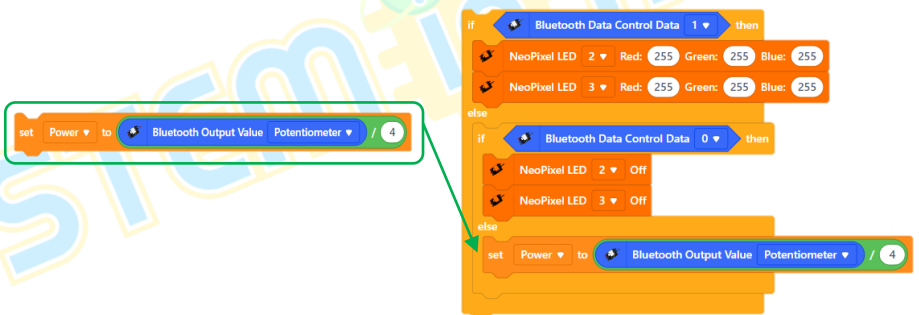 if Bluetooth Data Control Data 1 ▼ then
NeoPixel LED 2 ▼ Red: 255 Green: 255 Blue: 255
NeoPixel LED 3 ▼ Red: 255 Green: 255 Blue: 255
else
set Power ▼ to Bluetooth Output Value Potentiometer ▼ / 4
if Bluetooth Data Control Data 0 ▼ then
NeoPixel LED 2 ▼ Off
NeoPixel LED 3 ▼ Off
else
set Power ▼ to Bluetooth Output Value Potentiometer ▼ / 4